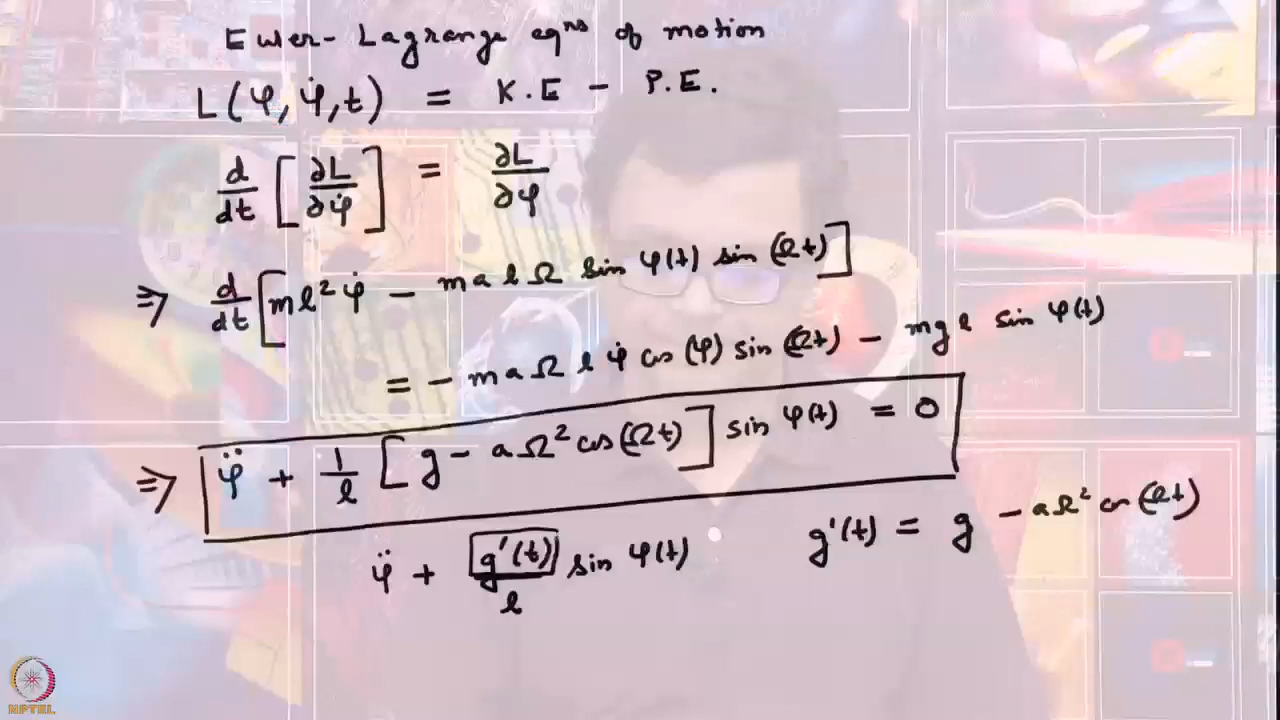 Euler-Lagrange eqns of motion
L(φ, φ̇, t) = K.E - P.E.
d/dt [∂L/∂φ̇] = ∂L/∂φ
⇒ d/dt [mℓ²φ̇ - maℓΩ sin φ(t) sin(Ωt)]
= - maΩℓφ̇ cos(φ) sin(Ωt) - mgℓ sin φ(t)
⇒ φ̈ + 1/ℓ [g - aΩ² cos(Ωt)] sin φ(t) = 0
φ̈ + g'(t)/ℓ sin φ(t) g'(t) = g - aΩ² cos(Ωt)
NPTEL